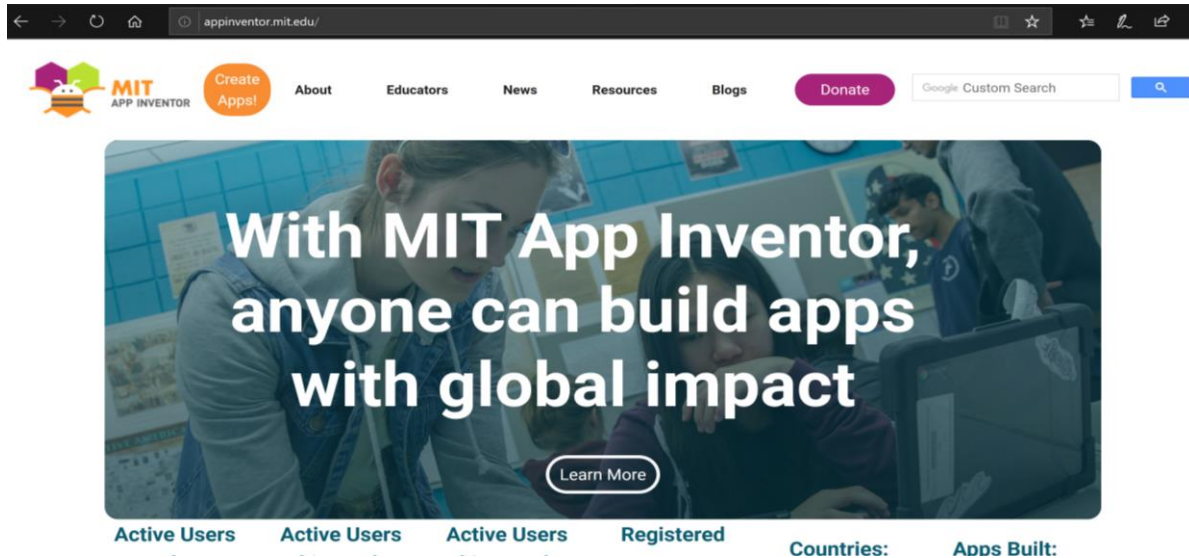 appinventor.mit.edu/
MIT
APP INVENTOR
Create
Apps!
About
Educators
News
Resources
Blogs
Donate
Google Custom Search
With MIT App Inventor,
anyone can build apps
with global impact
Learn More
Active Users
Active Users
Active Users
Registered
Countries:
Apps Built: